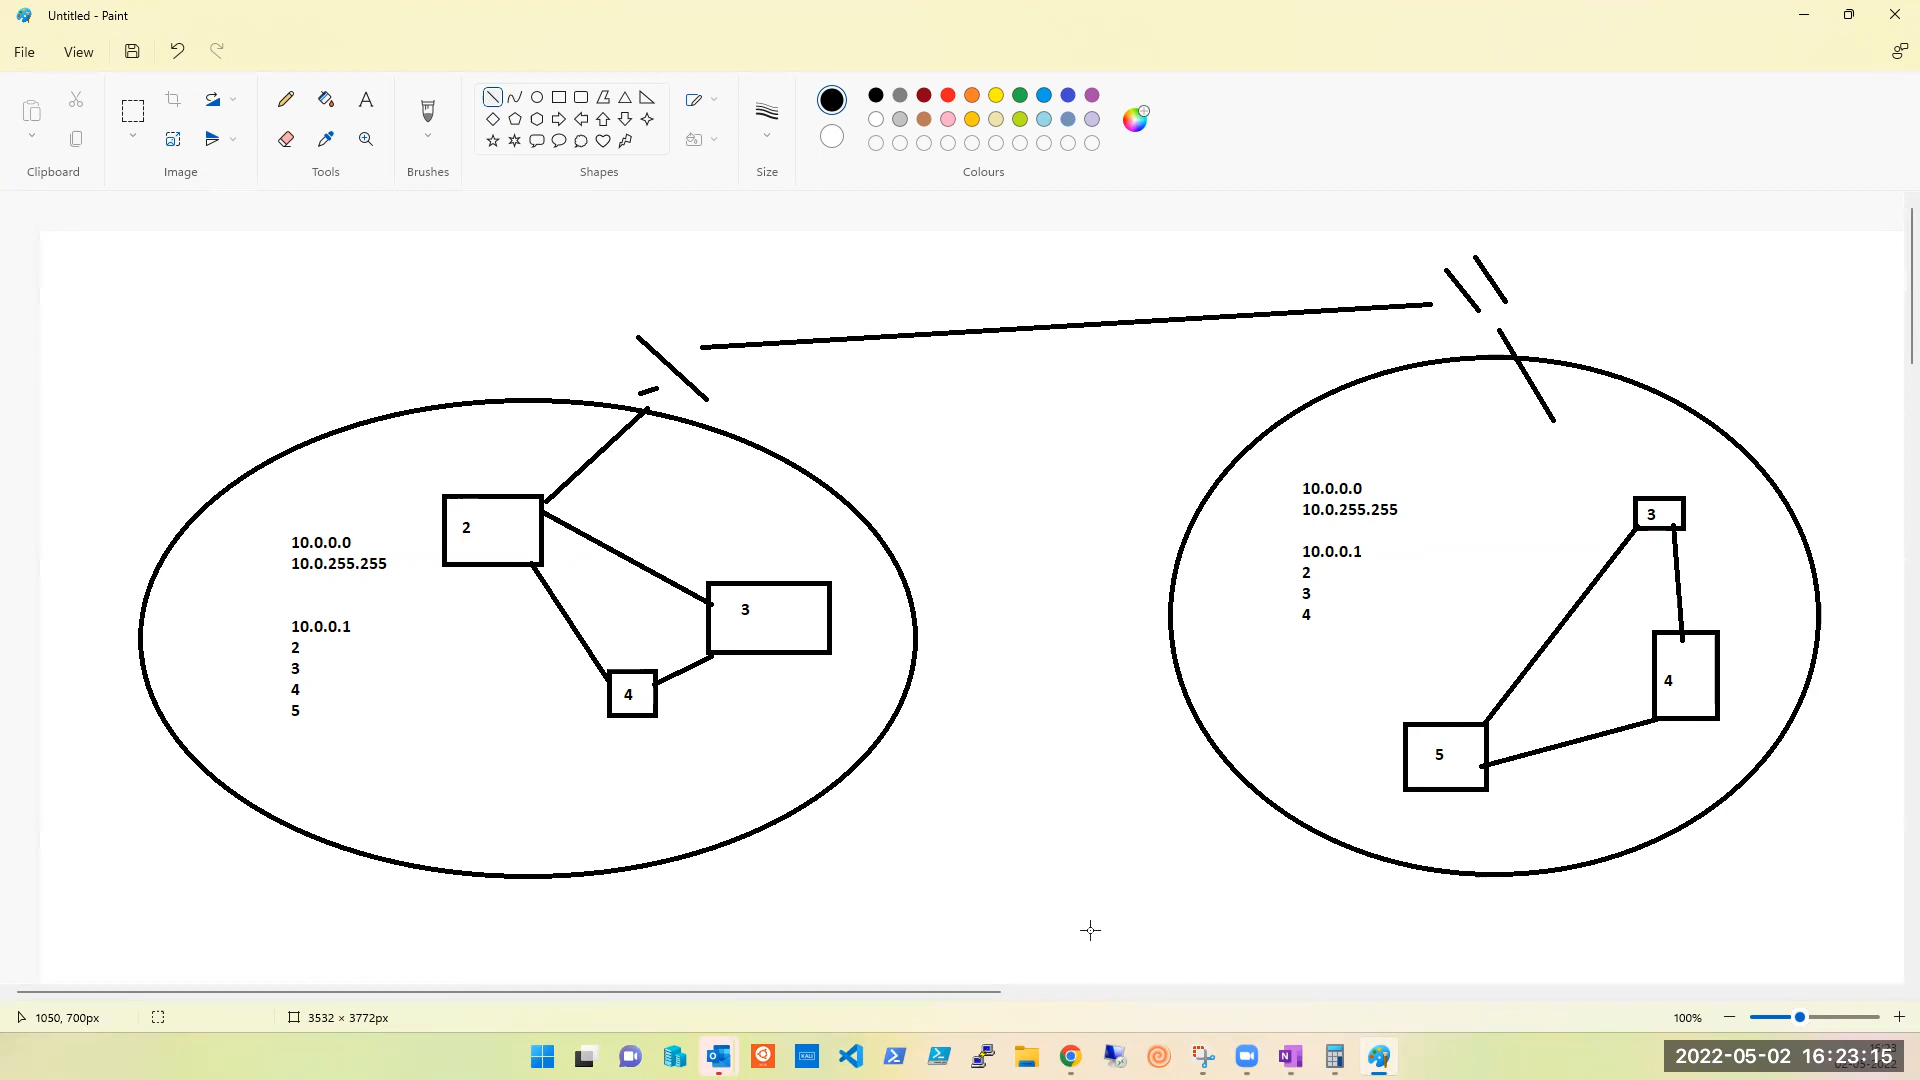 Untitled - Paint
File
View
Clipboard
Image
Tools
Brushes
Shapes
Size
Colours
10.0.0.0
10.0.255.255
10.0.0.1
2
3
4
5
2
3
4
10.0.0.0
10.0.255.255
10.0.0.1
2
3
4
3
4
5
1050, 700px
3532 × 3772px
100%
2022-05-02 16:23:15